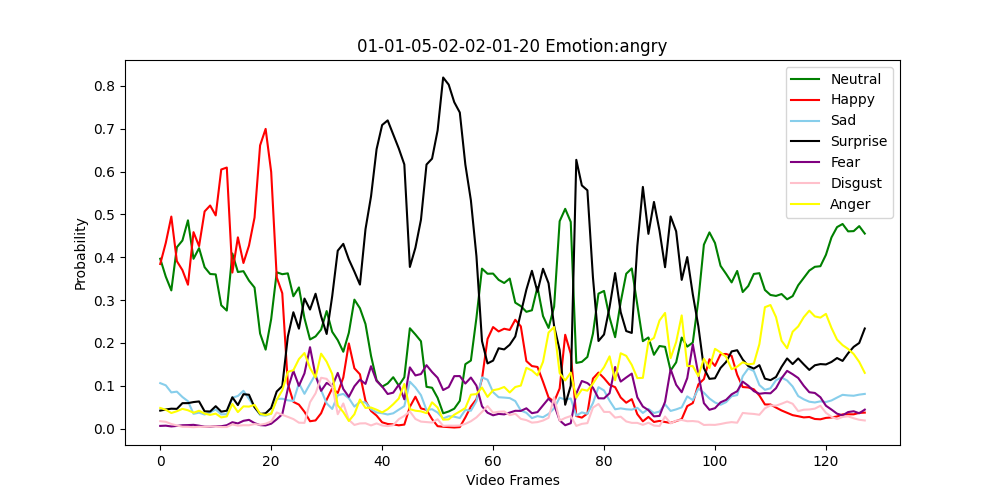 01-01-05-02-02-01-20 Emotion:angry
Probability
0.8
0.7
0.6
0.5
0.4
0.3
0.2
0.1
0.0
0 20 40 60 80 100 120
Video Frames
Neutral
Happy
Sad
Surprise
Fear
Disgust
Anger